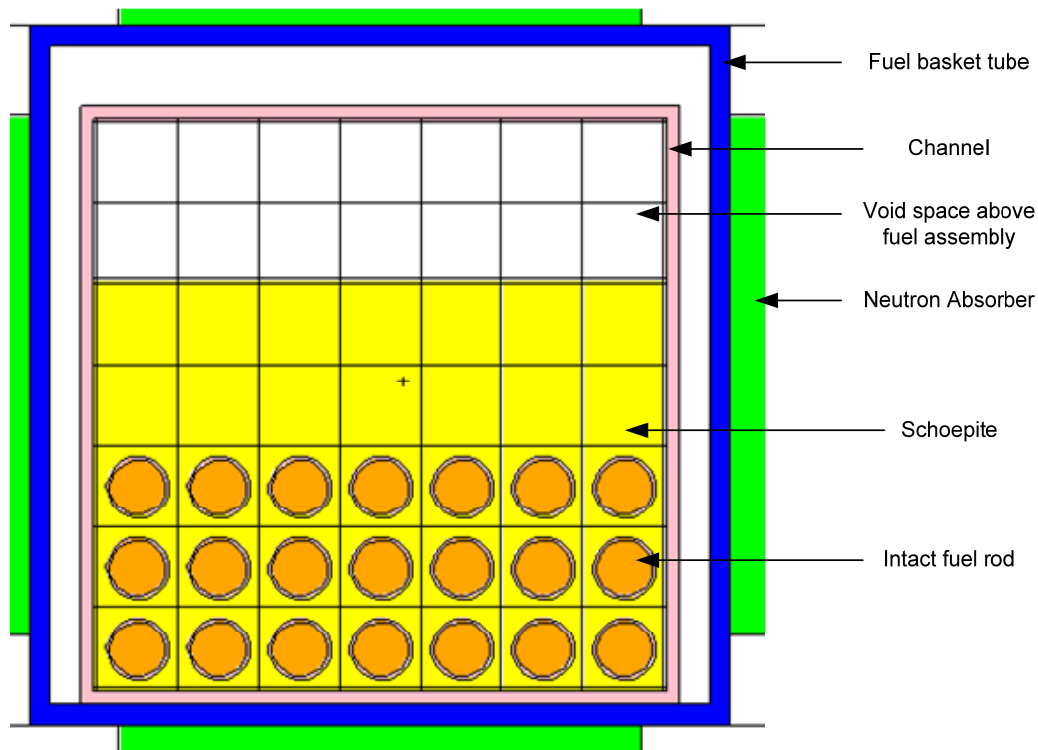 Fuel basket tube
Channel
Void space above
fuel assembly
Neutron Absorber
Schoepite
Intact fuel rod